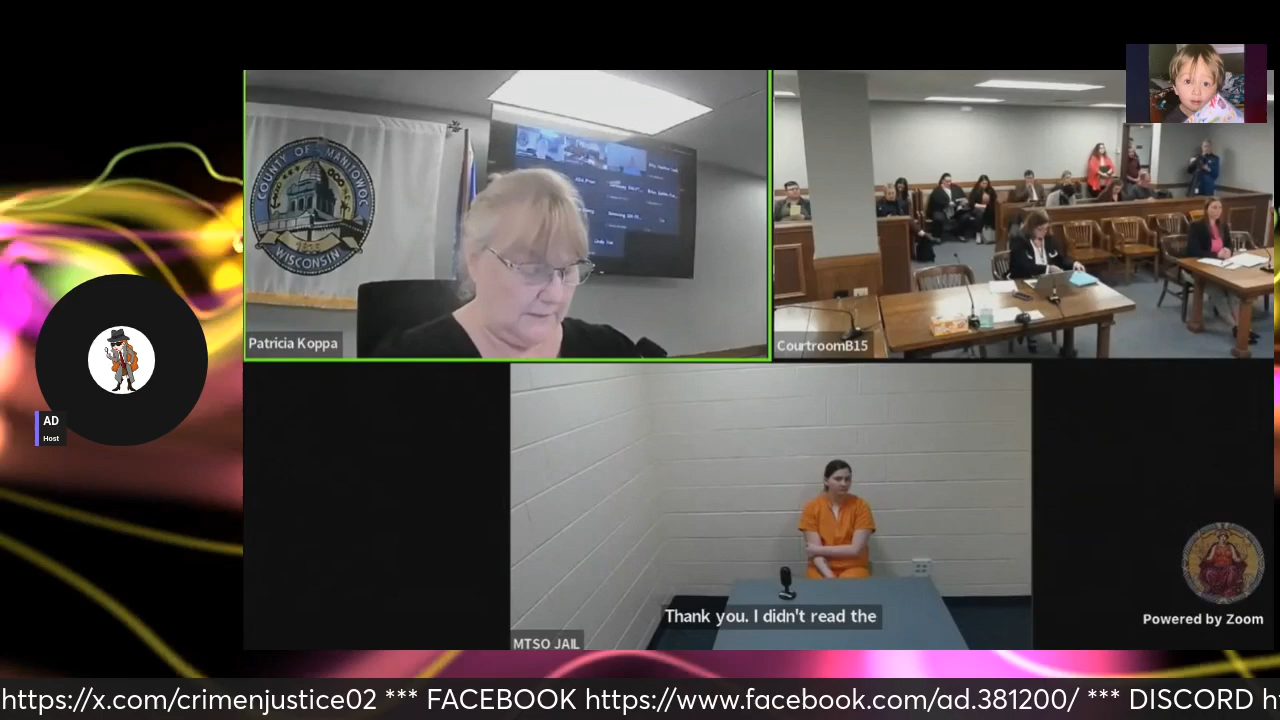 COUNTY OF MANITOWOC
WISCONSIN
Patricia Koppa
CourtroomB15
AD
Host
Thank you. I didn't read the
MTSO JAIL
Powered by Zoom
https://x.com/crimenjustice02 *** FACEBOOK https://www.facebook.com/ad.381200/ *** DISCORD ht